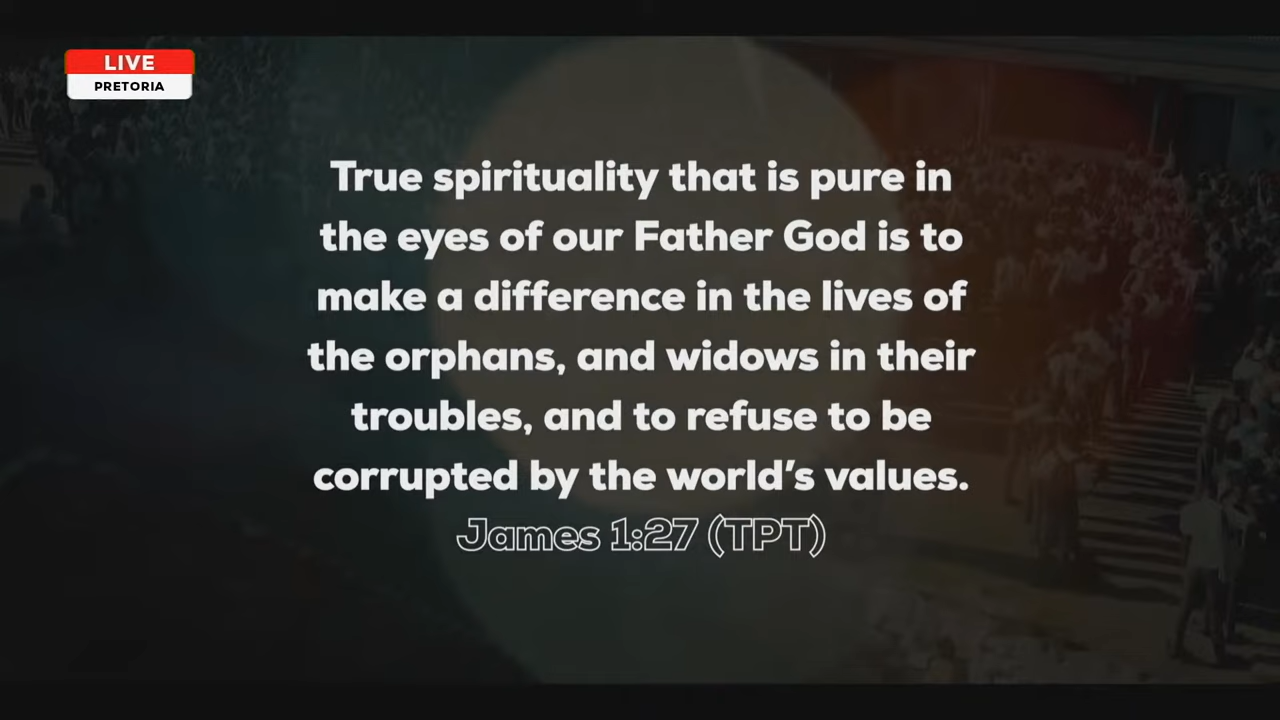 LIVE
PRETORIA
True spirituality that is pure in
the eyes of our Father God is to
make a difference in the lives of
the orphans, and widows in their
troubles, and to refuse to be
corrupted by the world's values.
James 1:27 (TPT)